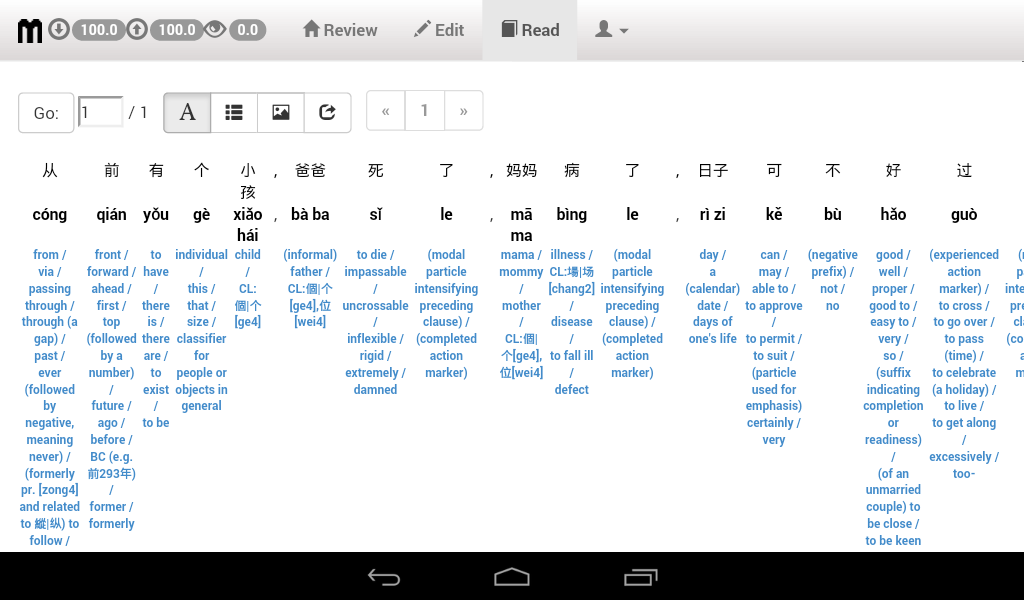 m 100.0 100.0 0.0 Review Edit Read
Go: 1 / 1 A « 1 »
从 前 有 个 小 , 爸爸 死 了 , 妈妈 病 了 , 日子 可 不 好 过
孩
cóng qián yǒu gè xiǎo , bà ba sǐ le , mā bìng le , rì zi kě bù hǎo guò
hái ma
from /
via /
passing
through /
through (a
gap) /
past /
ever
(followed
by
negative,
meaning
never) /
(formerly
pr. [zong4]
and related
to 縱|纵) to
follow /
front /
forward /
ahead /
first /
top
(followed
by a
number)
/
future /
ago /
before /
BC (e.g.
前293年)
/
former /
formerly
to
have
/
there
is /
there
are /
to
exist
/
to be
individual
/
this /
that /
size /
classifier
for
people or
objects in
general
child
/
CL:
個|个
[ge4]
(informal)
father /
CL:個|个
[ge4],位
[wei4]
to die /
impassable
/
uncrossable
/
inflexible /
rigid /
extremely /
damned
(modal
particle
intensifying
preceding
clause) /
(completed
action
marker)
mama /
mommy
/
mother
/
CL:個|
个[ge4],
位[wei4]
illness /
CL:場|场
[chang2]
/
disease
/
to fall ill
/
defect
(modal
particle
intensifying
preceding
clause) /
(completed
action
marker)
day /
a
(calendar)
date /
days of
one's life
can /
may /
able to /
to approve
/
to permit /
to suit /
(particle
used for
emphasis)
certainly /
very
(negative
prefix) /
not /
no
good /
well /
proper /
good to /
easy to /
very /
so /
(suffix
indicating
completion
or
readiness)
/
(of an
unmarried
couple) to
be close /
to be keen
(experienced
action
marker) /
to cross /
to go over /
to pass
(time) /
to celebrate
(a holiday) /
to live /
to get along
/
excessively /
too-